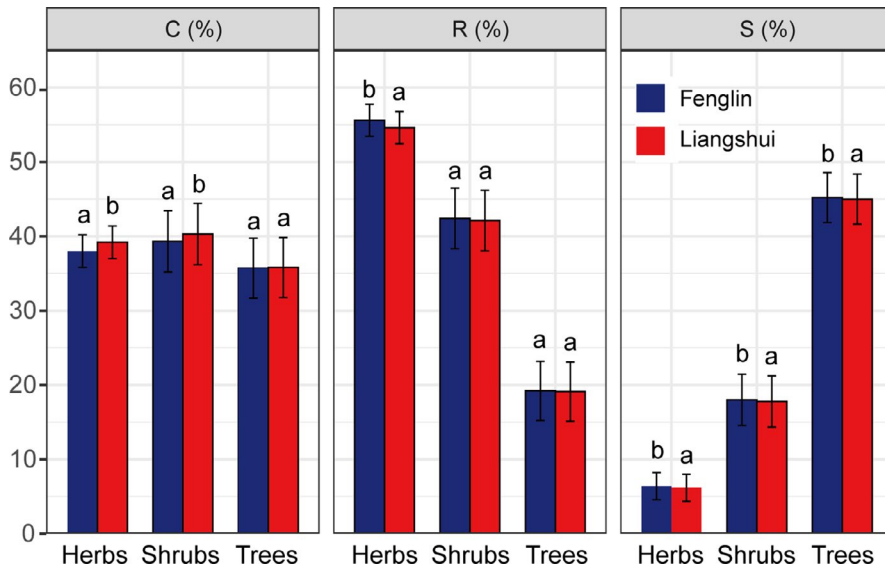 C (%) R (%) S (%)
60
50
40
30
20
10
0
a b a b a a
b a a a a a
b a b a b a
Fenglin
Liangshui
Herbs Shrubs Trees Herbs Shrubs Trees Herbs Shrubs Trees